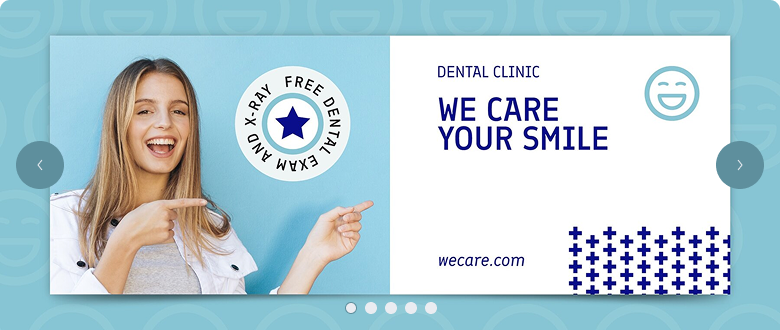 FREE DENTAL EXAM AND X-RAY
DENTAL CLINIC
WE CARE
YOUR SMILE
wecare.com